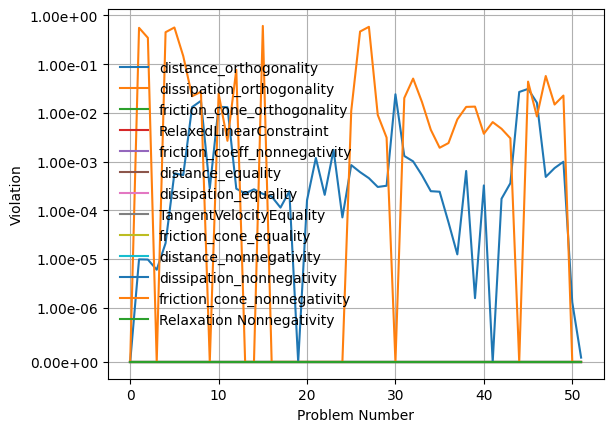 1.00e+00
1.00e-01
1.00e-02
1.00e-03
1.00e-04
1.00e-05
1.00e-06
0.00e+00
Violation
distance_orthogonality
dissipation_orthogonality
friction_cone_orthogonality
RelaxedLinearConstraint
friction_coeff_nonnegativity
distance_equality
dissipation_equality
TangentVelocityEquality
friction_cone_equality
distance_nonnegativity
dissipation_nonnegativity
friction_cone_nonnegativity
Relaxation Nonnegativity
0 10 20 30 40 50
Problem Number